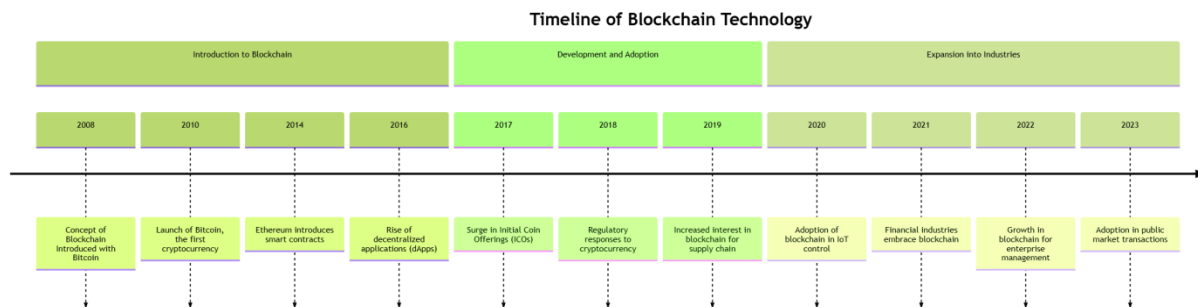 Timeline of Blockchain Technology
Introduction to Blockchain
Development and Adoption
Expansion into Industries
2008
2010
2014
2016
2017
2018
2019
2020
2021
2022
2023
Concept of
Blockchain
introduced with
Bitcoin
Launch of Bitcoin,
the first
cryptocurrency
Ethereum introduces
smart contracts
Rise of
decentralized
applications (dApps)
Surge in Initial Coin
Offerings (ICOs)
Regulatory
responses to
cryptocurrency
Increased interest in
blockchain for
supply chain
Adoption of
blockchain in IoT
control
Financial industries
embrace blockchain
Growth in
blockchain for
enterprise
management
Adoption in public
market transactions